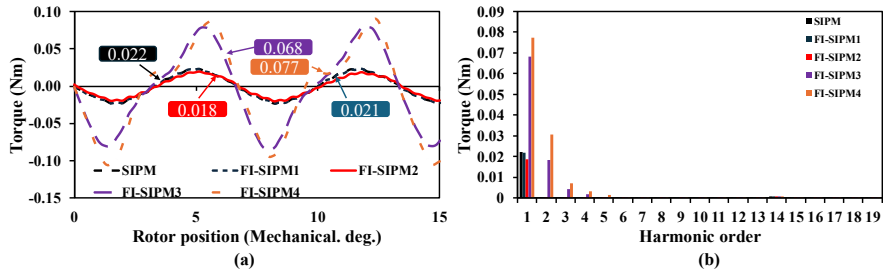 Torque (Nm)
0.10
0.05
0.00
-0.05
-0.10
-0.15
0.022
0.068
0.077
0.018
0.021
SIPM
FI-SIPM1
FI-SIPM2
FI-SIPM3
FI-SIPM4
0 5 10 15
Rotor position (Mechanical. deg.)
(a)
Torque (Nm)
0.09
0.08
0.07
0.06
0.05
0.04
0.03
0.02
0.01
0
SIPM
FI-SIPM1
FI-SIPM2
FI-SIPM3
FI-SIPM4
1 2 3 4 5 6 7 8 9 10 11 12 13 14 15 16 17 18 19
Harmonic order
(b)